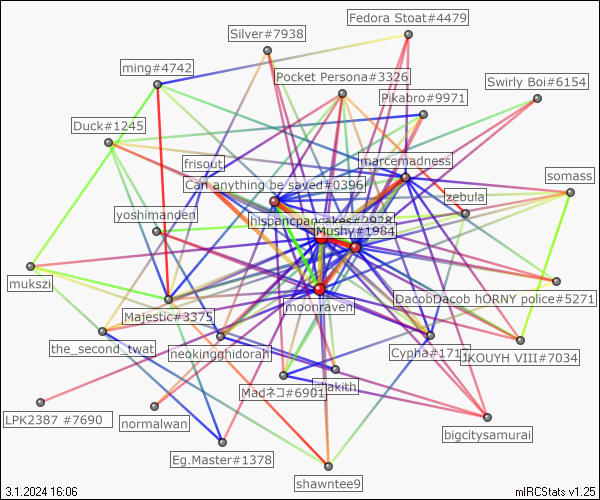 Fedora Stoat#4479
Silver#7938
ming#4742
Pocket Persona#3326
Swirly Boi#6154
Pikabro#9971
Duck#1245
frisout
marcemadness
somass
Can anything be saved#0396
zebula
yoshimanden
hispanicpancakes#2928
Mushy#1984
mukszi
DacobDacob hORNY police#5271
moonraven
Majestic#3375
the_second_twat
neokingghidorah
Cypha#171
JKOUYH VIII#7034
Madネコ#6901
akith
LPK2387 #7690
normalwan
bigcitysamurai
Eg.Master#1378
shawntee9
3.1.2024 16:06
mIRCStats v1.25